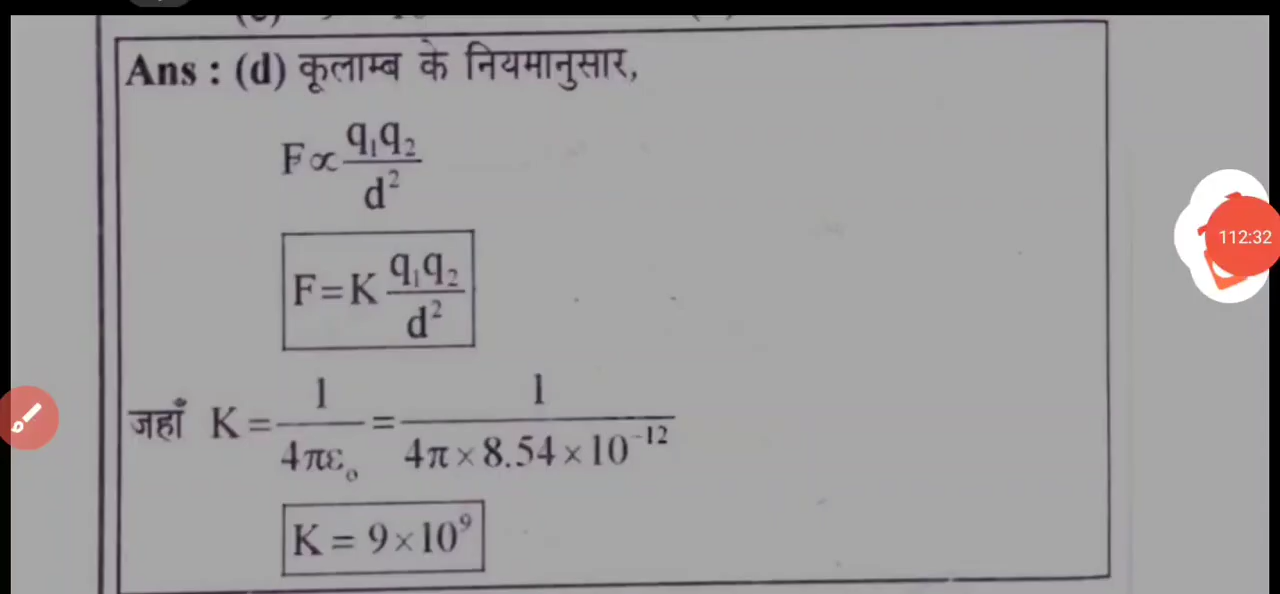 Ans : (d) कूलाम्ब के नियमानुसार,
F ∝ q₁q₂ / d²
F = K q₁q₂ / d²
जहाँ K = 1 / 4πε₀ = 1 / 4π × 8.54 × 10⁻¹²
K = 9 × 10⁹
112:32